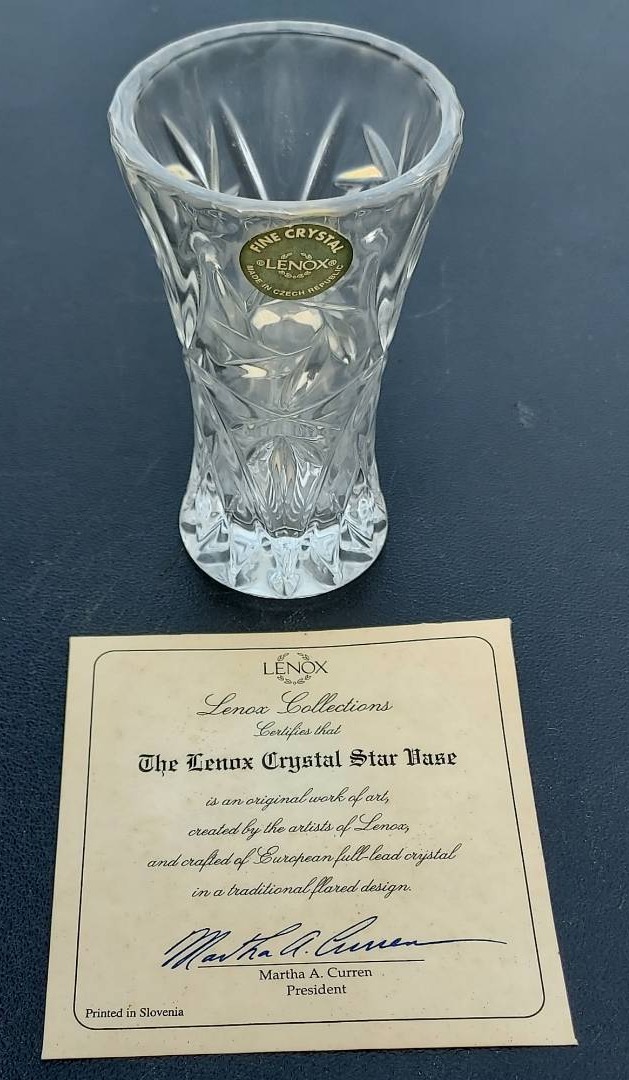 FINE CRYSTAL
LENOX
MADE IN CZECH REPUBLIC
LENOX
Lenox Collections
Certifies that
The Lenox Crystal Star Vase
is an original work of art,
created by the artists of Lenox,
and crafted of European full-lead crystal
in a traditional flared design.
Martha A. Curren
Martha A. Curren
President
Printed in Slovenia